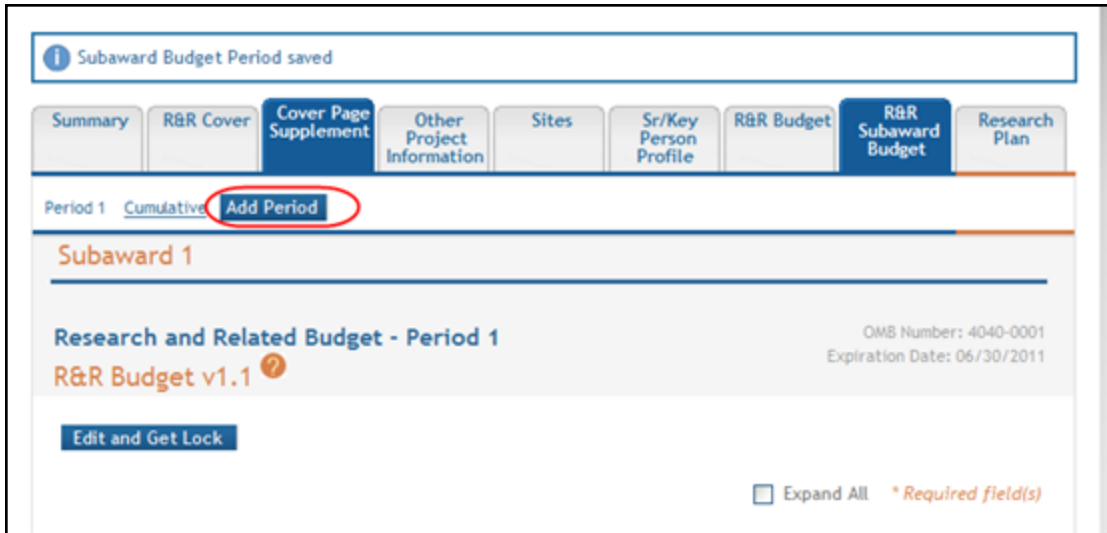 Subaward Budget Period saved
Summary
R&R Cover
Cover Page
Supplement
Other
Project
Information
Sites
Sr/Key
Person
Profile
R&R Budget
R&R
Subaward
Budget
Research
Plan
Period 1 Cumulative Add Period
Subaward 1
Research and Related Budget - Period 1
OMB Number: 4040-0001
Expiration Date: 06/30/2011
R&R Budget v1.1 ?
Edit and Get Lock
Expand All * Required field(s)